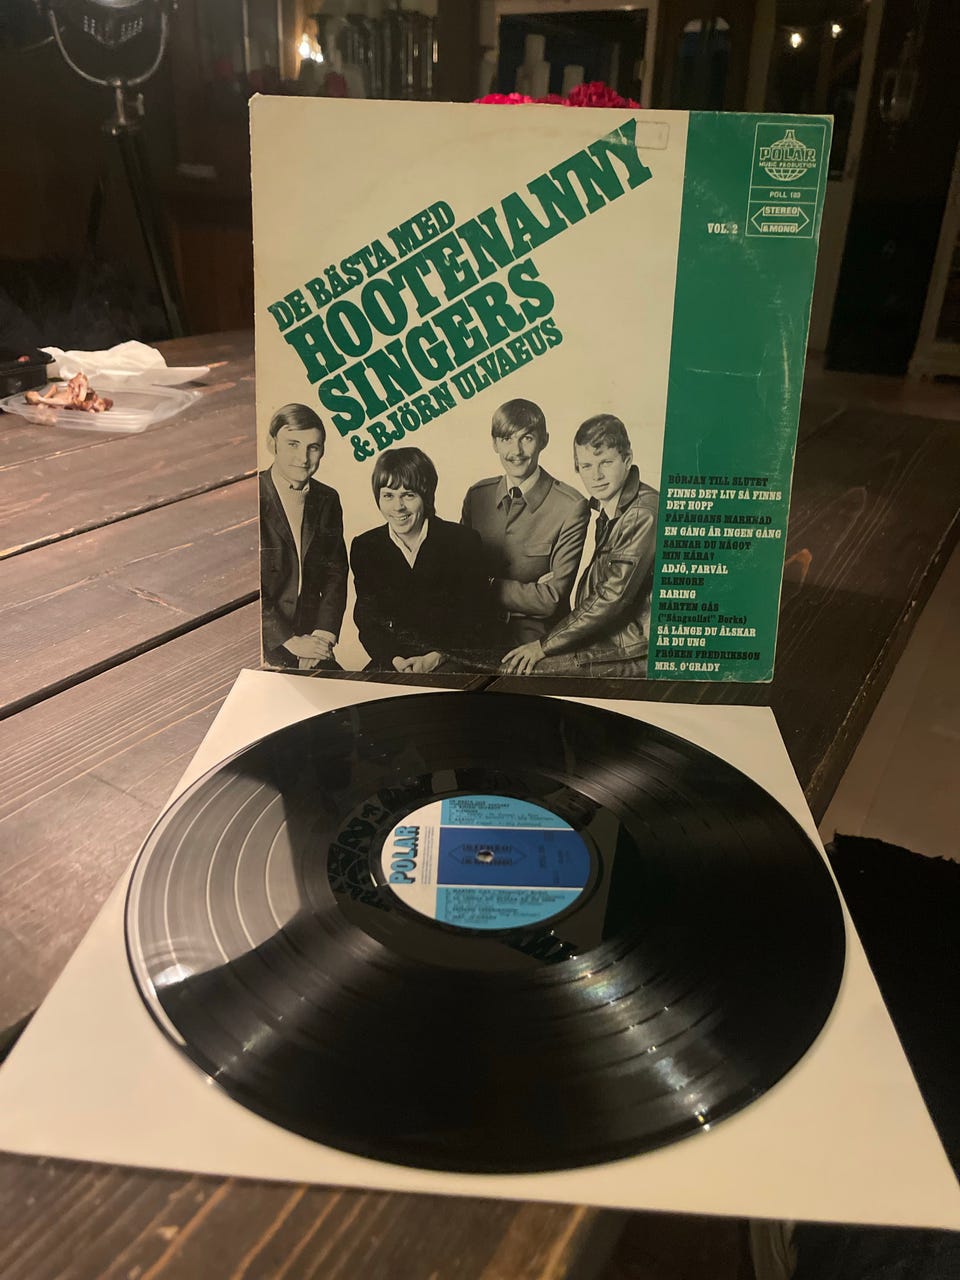 DE BÄSTA MED
HOOTENANNY
SINGERS
& BJÖRN ULVAEUS
A
POLAR
MUSIC PRODUCTION
POLL 103
STEREO
& MONO
VOL. 2
BÖRJAN TILL SLUTET
FINNS DET LIV SÅ FINNS
DET HOPP
FÅFÄNGANS MARKNAD
EN GÅNG ÄR INGEN GÅNG
SAKNAR DU NÅGOT
MIN KÄRA?
ADJÖ, FARVÄL
ELENORE
RARING
MÅRTEN GÅS
("Sångsolist" Berka)
SÅ LÄNGE DU ÄLSKAR
ÄR DU UNG
FRÖKEN FREDRIKSSON
MRS. O'GRADY
POLAR